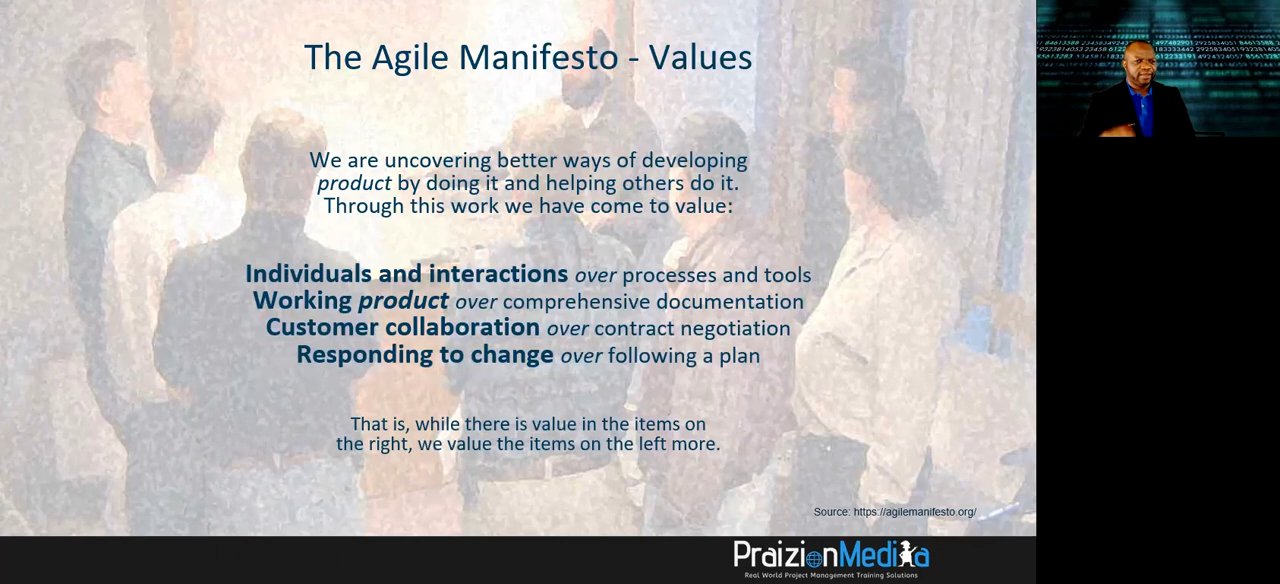 The Agile Manifesto - Values
We are uncovering better ways of developing
product by doing it and helping others do it.
Through this work we have come to value:
Individuals and interactions over processes and tools
Working product over comprehensive documentation
Customer collaboration over contract negotiation
Responding to change over following a plan
That is, while there is value in the items on
the right, we value the items on the left more.
Source: https://agilemanifesto.org/
PraizionMedia
Real World Project Management Training Solutions